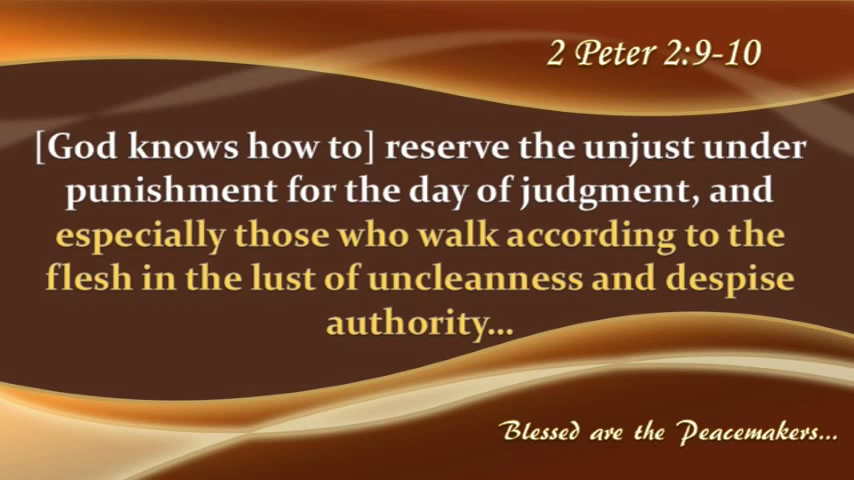 2 Peter 2:9-10
[God knows how to] reserve the unjust under
punishment for the day of judgment, and
especially those who walk according to the
flesh in the lust of uncleanness and despise
authority...
Blessed are the Peacemakers...